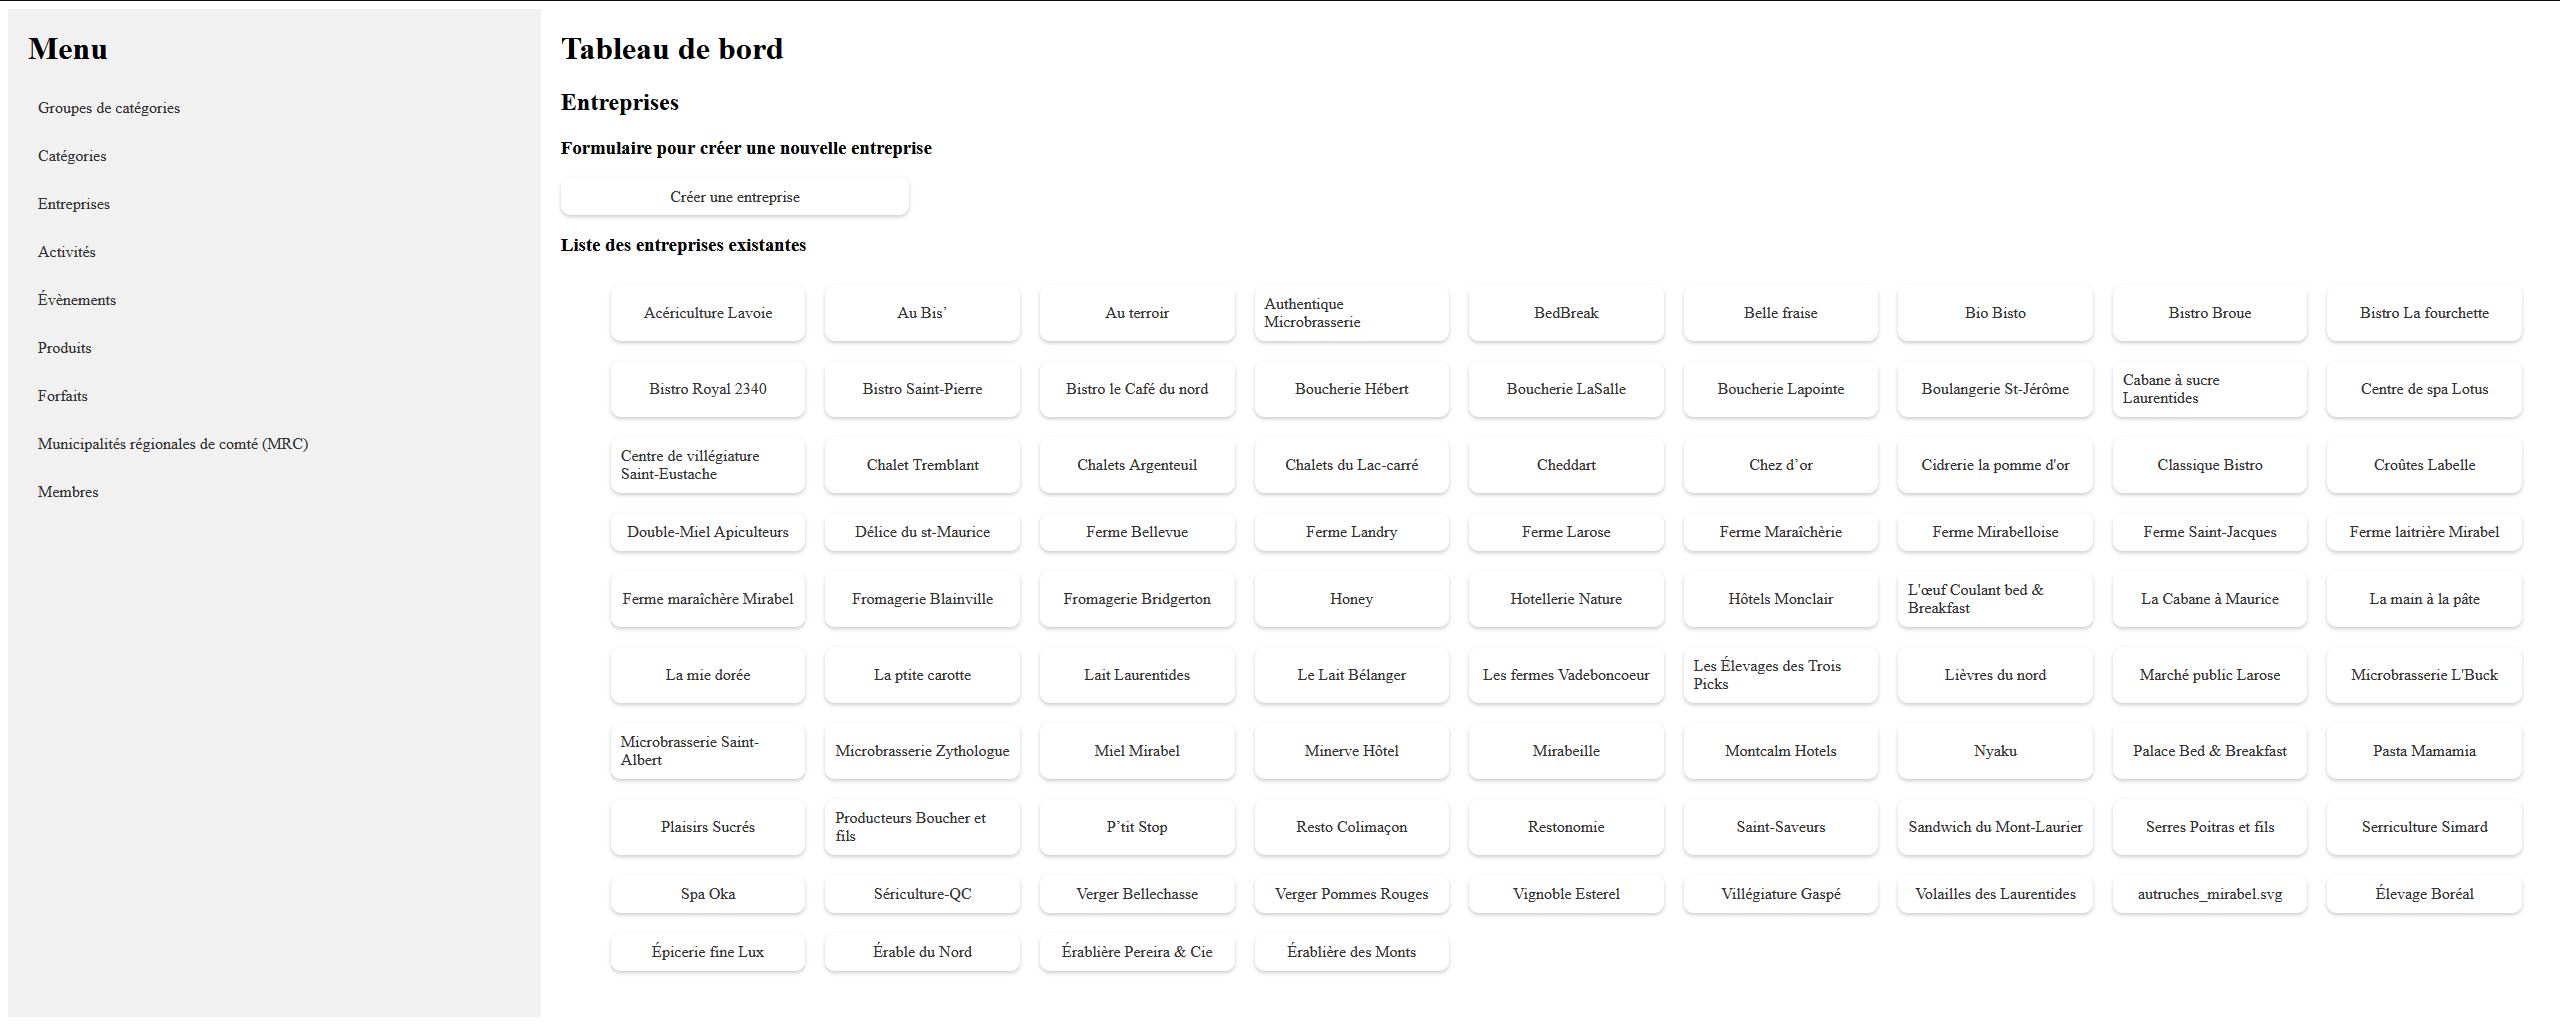 Menu
Groupes de catégories
Catégories
Entreprises
Activités
Évènements
Produits
Forfaits
Municipalités régionales de comté (MRC)
Membres
Tableau de bord
Entreprises
Formulaire pour créer une nouvelle entreprise
Créer une entreprise
Liste des entreprises existantes
Acériculture Lavoie
Au Bis’
Au terroir
Authentique
Microbrasserie
BedBreak
Belle fraise
Bio Bisto
Bistro Broue
Bistro La fourchette
Bistro Royal 2340
Bistro Saint-Pierre
Bistro le Café du nord
Boucherie Hébert
Boucherie LaSalle
Boucherie Lapointe
Boulangerie St-Jérôme
Cabane à sucre
Laurentides
Centre de spa Lotus
Centre de villégiature
Saint-Eustache
Chalet Tremblant
Chalets Argenteuil
Chalets du Lac-carré
Cheddart
Chez d’or
Cidrerie la pomme d'or
Classique Bistro
Croûtes Labelle
Double-Miel Apiculteurs
Délice du st-Maurice
Ferme Bellevue
Ferme Landry
Ferme Larose
Ferme Maraîchèrie
Ferme Mirabelloise
Ferme Saint-Jacques
Ferme laitrière Mirabel
Ferme maraîchère Mirabel
Fromagerie Blainville
Fromagerie Bridgerton
Honey
Hotellerie Nature
Hôtels Monclair
L'œuf Coulant bed &
Breakfast
La Cabane à Maurice
La main à la pâte
La mie dorée
La ptite carotte
Lait Laurentides
Le Lait Bélanger
Les fermes Vadeboncoeur
Les Élevages des Trois
Picks
Lièvres du nord
Marché public Larose
Microbrasserie L'Buck
Microbrasserie Saint-
Albert
Microbrasserie Zythologue
Miel Mirabel
Minerve Hôtel
Mirabeille
Montcalm Hotels
Nyaku
Palace Bed & Breakfast
Pasta Mamamia
Plaisirs Sucrés
Producteurs Boucher et
fils
P’tit Stop
Resto Colimaçon
Restonomie
Saint-Saveurs
Sandwich du Mont-Laurier
Serres Poitras et fils
Serriculture Simard
Spa Oka
Sériculture-QC
Verger Bellechasse
Verger Pommes Rouges
Vignoble Esterel
Villégiature Gaspé
Volailles des Laurentides
autruches_mirabel.svg
Élevage Boréal
Épicerie fine Lux
Érable du Nord
Érablière Pereira & Cie
Érablière des Monts